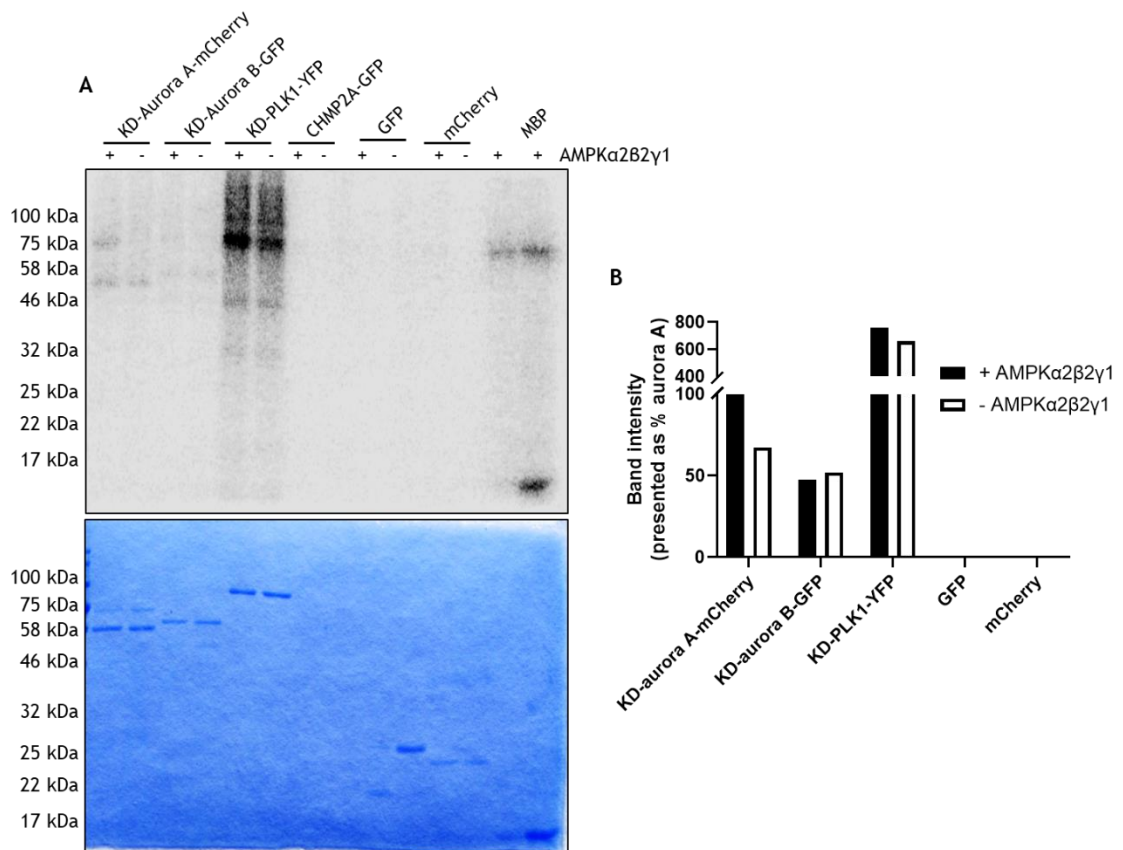 A
KD-Aurora A-mCherry
KD-Aurora B-GFP
KD-PLK1-YFP
CHMP2A-GFP
GFP
mCherry
MBP
+ - + - + - + - + - + - + + AMPKα2B2γ1
100 kDa
75 kDa
58 kDa
46 kDa
32 kDa
25 kDa
22 kDa
17 kDa
100 kDa
75 kDa
58 kDa
46 kDa
32 kDa
25 kDa
22 kDa
17 kDa
B
Band intensity
(presented as % aurora A)
800
600
400
100
50
0
KD-aurora A-mCherry
KD-aurora B-GFP
KD-PLK1-YFP
GFP
mCherry
+ AMPKα2β2γ1
- AMPKα2β2γ1